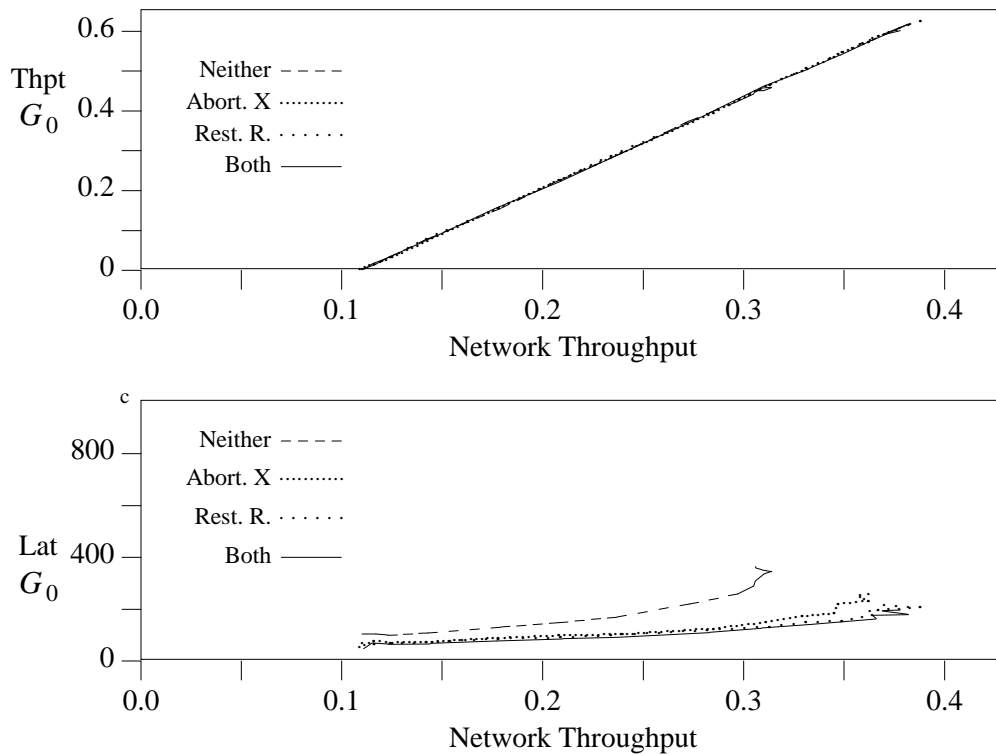 0.6
Thpt
G0
Neither
Abort. X
0.4
Rest. R.
Both
0.2
0
0.0 0.1 0.2 0.3 0.4
Network Throughput
c
Neither
800
Abort. X
Rest. R.
Lat
G0
400
Both
0
0.0 0.1 0.2 0.3 0.4
Network Throughput